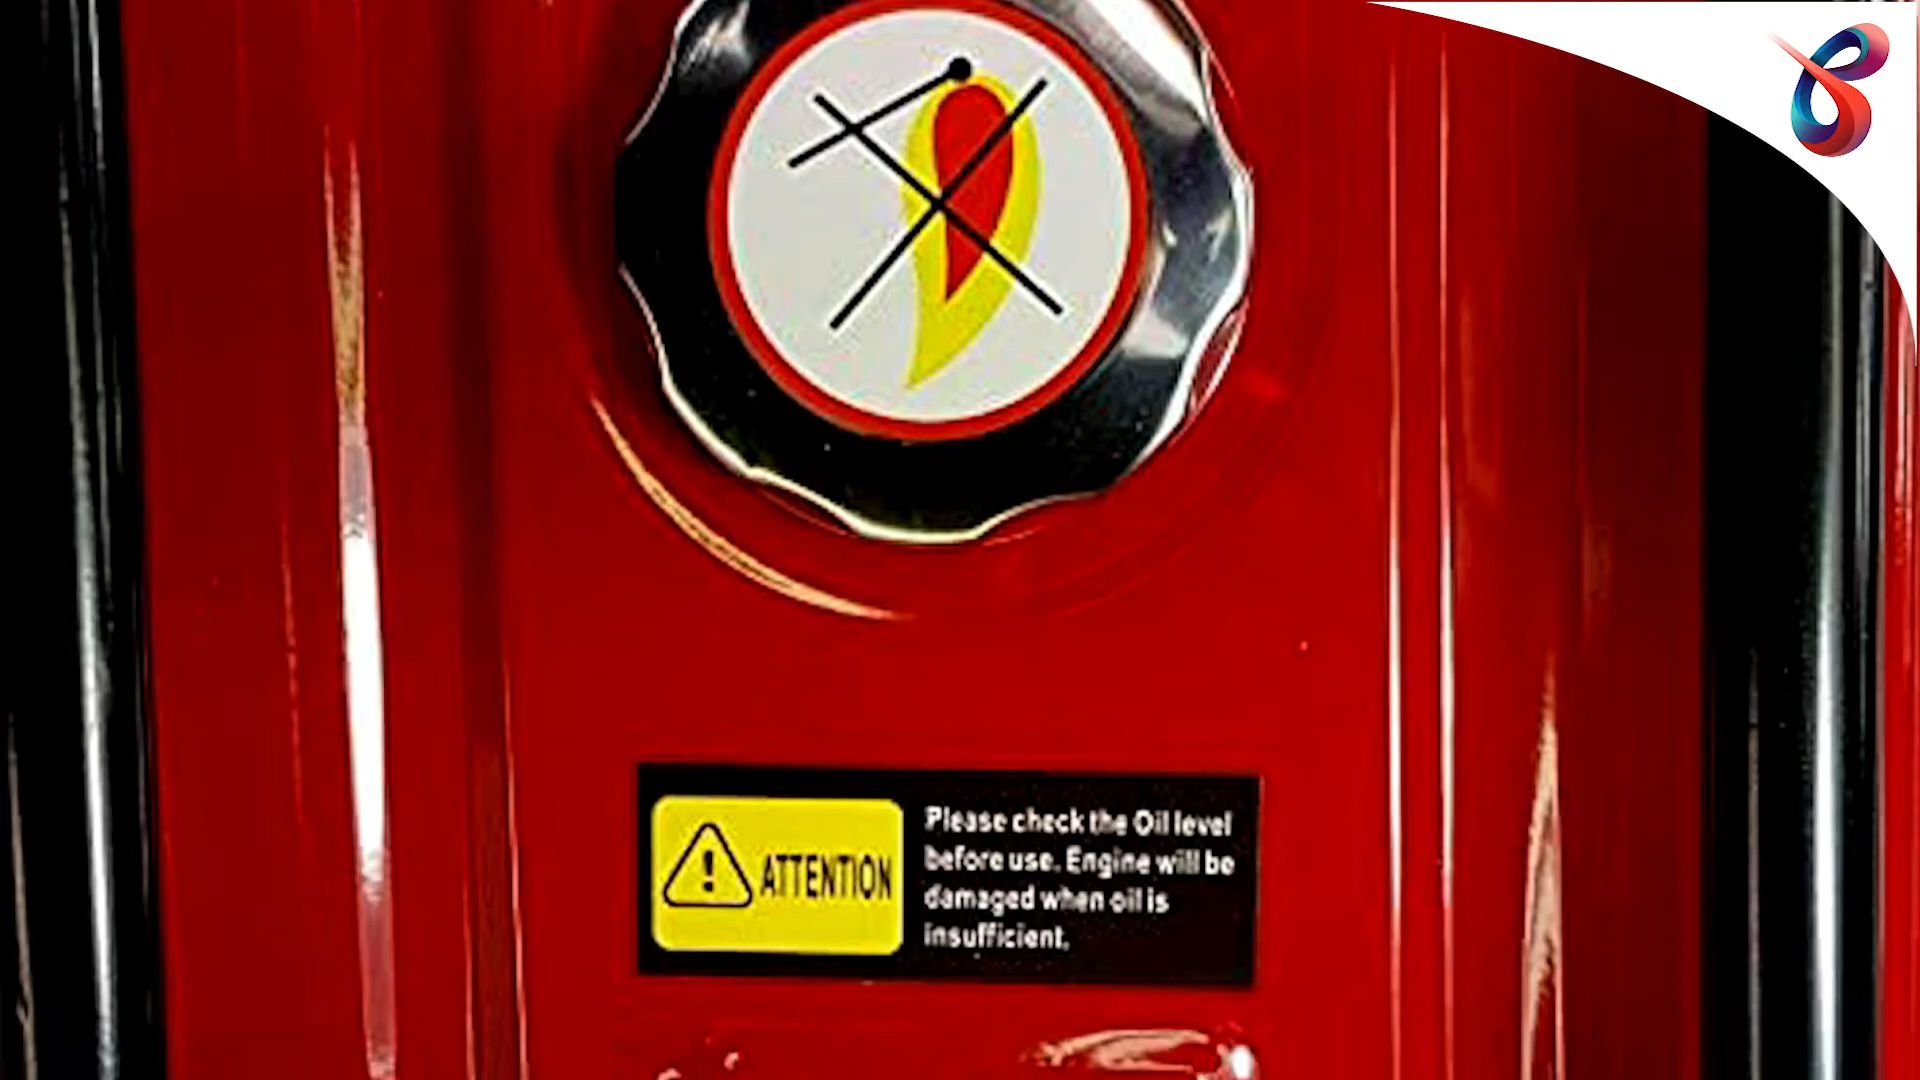 ATTENTION
Please check the Oil level
before use. Engine will be
damaged when oil is
insufficient.